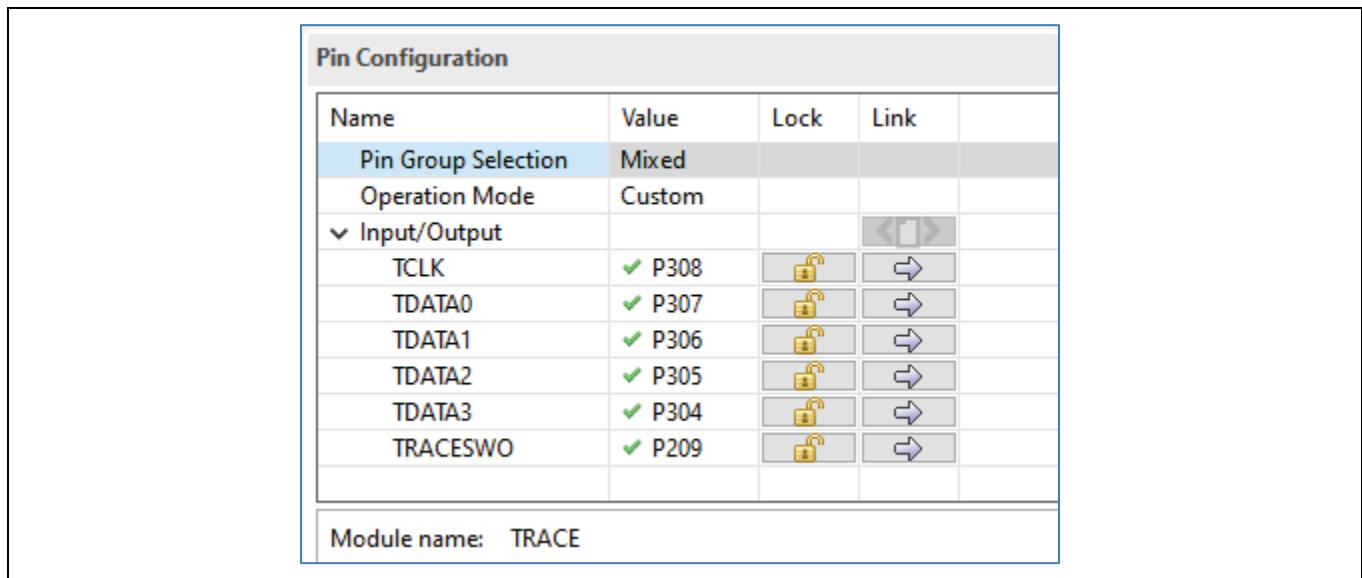 Pin Configuration
Name Value Lock Link
Pin Group Selection Mixed
Operation Mode Custom
Input/Output
TCLK P308
TDATA0 P307
TDATA1 P306
TDATA2 P305
TDATA3 P304
TRACESWO P209
Module name: TRACE